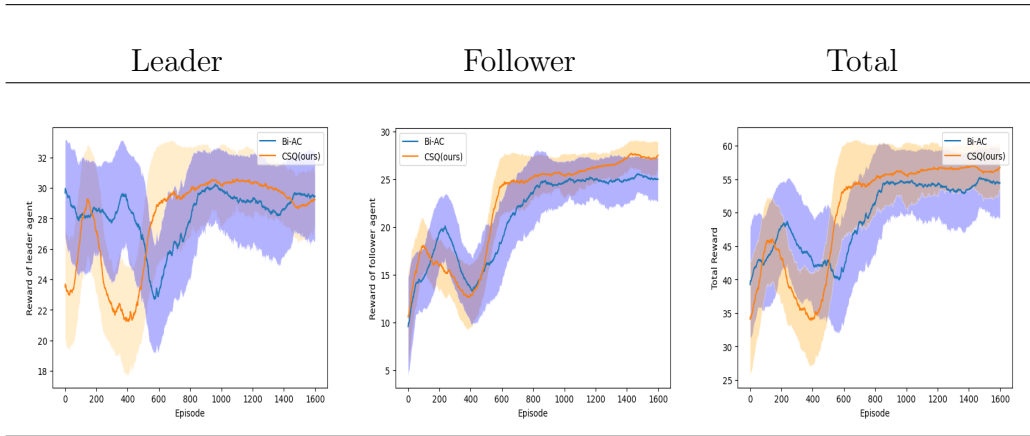 Leader Follower Total
Bi-AC
CSQ(ours)
Reward of leader agent
32
30
28
26
24
22
20
18
0 200 400 600 800 1000 1200 1400 1600
Episode
Bi-AC
CSQ(ours)
Reward of follower agent
30
25
20
15
10
5
0 200 400 600 800 1000 1200 1400 1600
Episode
Bi-AC
CSQ(ours)
Total Reward
60
55
50
45
40
35
30
25
0 200 400 600 800 1000 1200 1400 1600
Episode